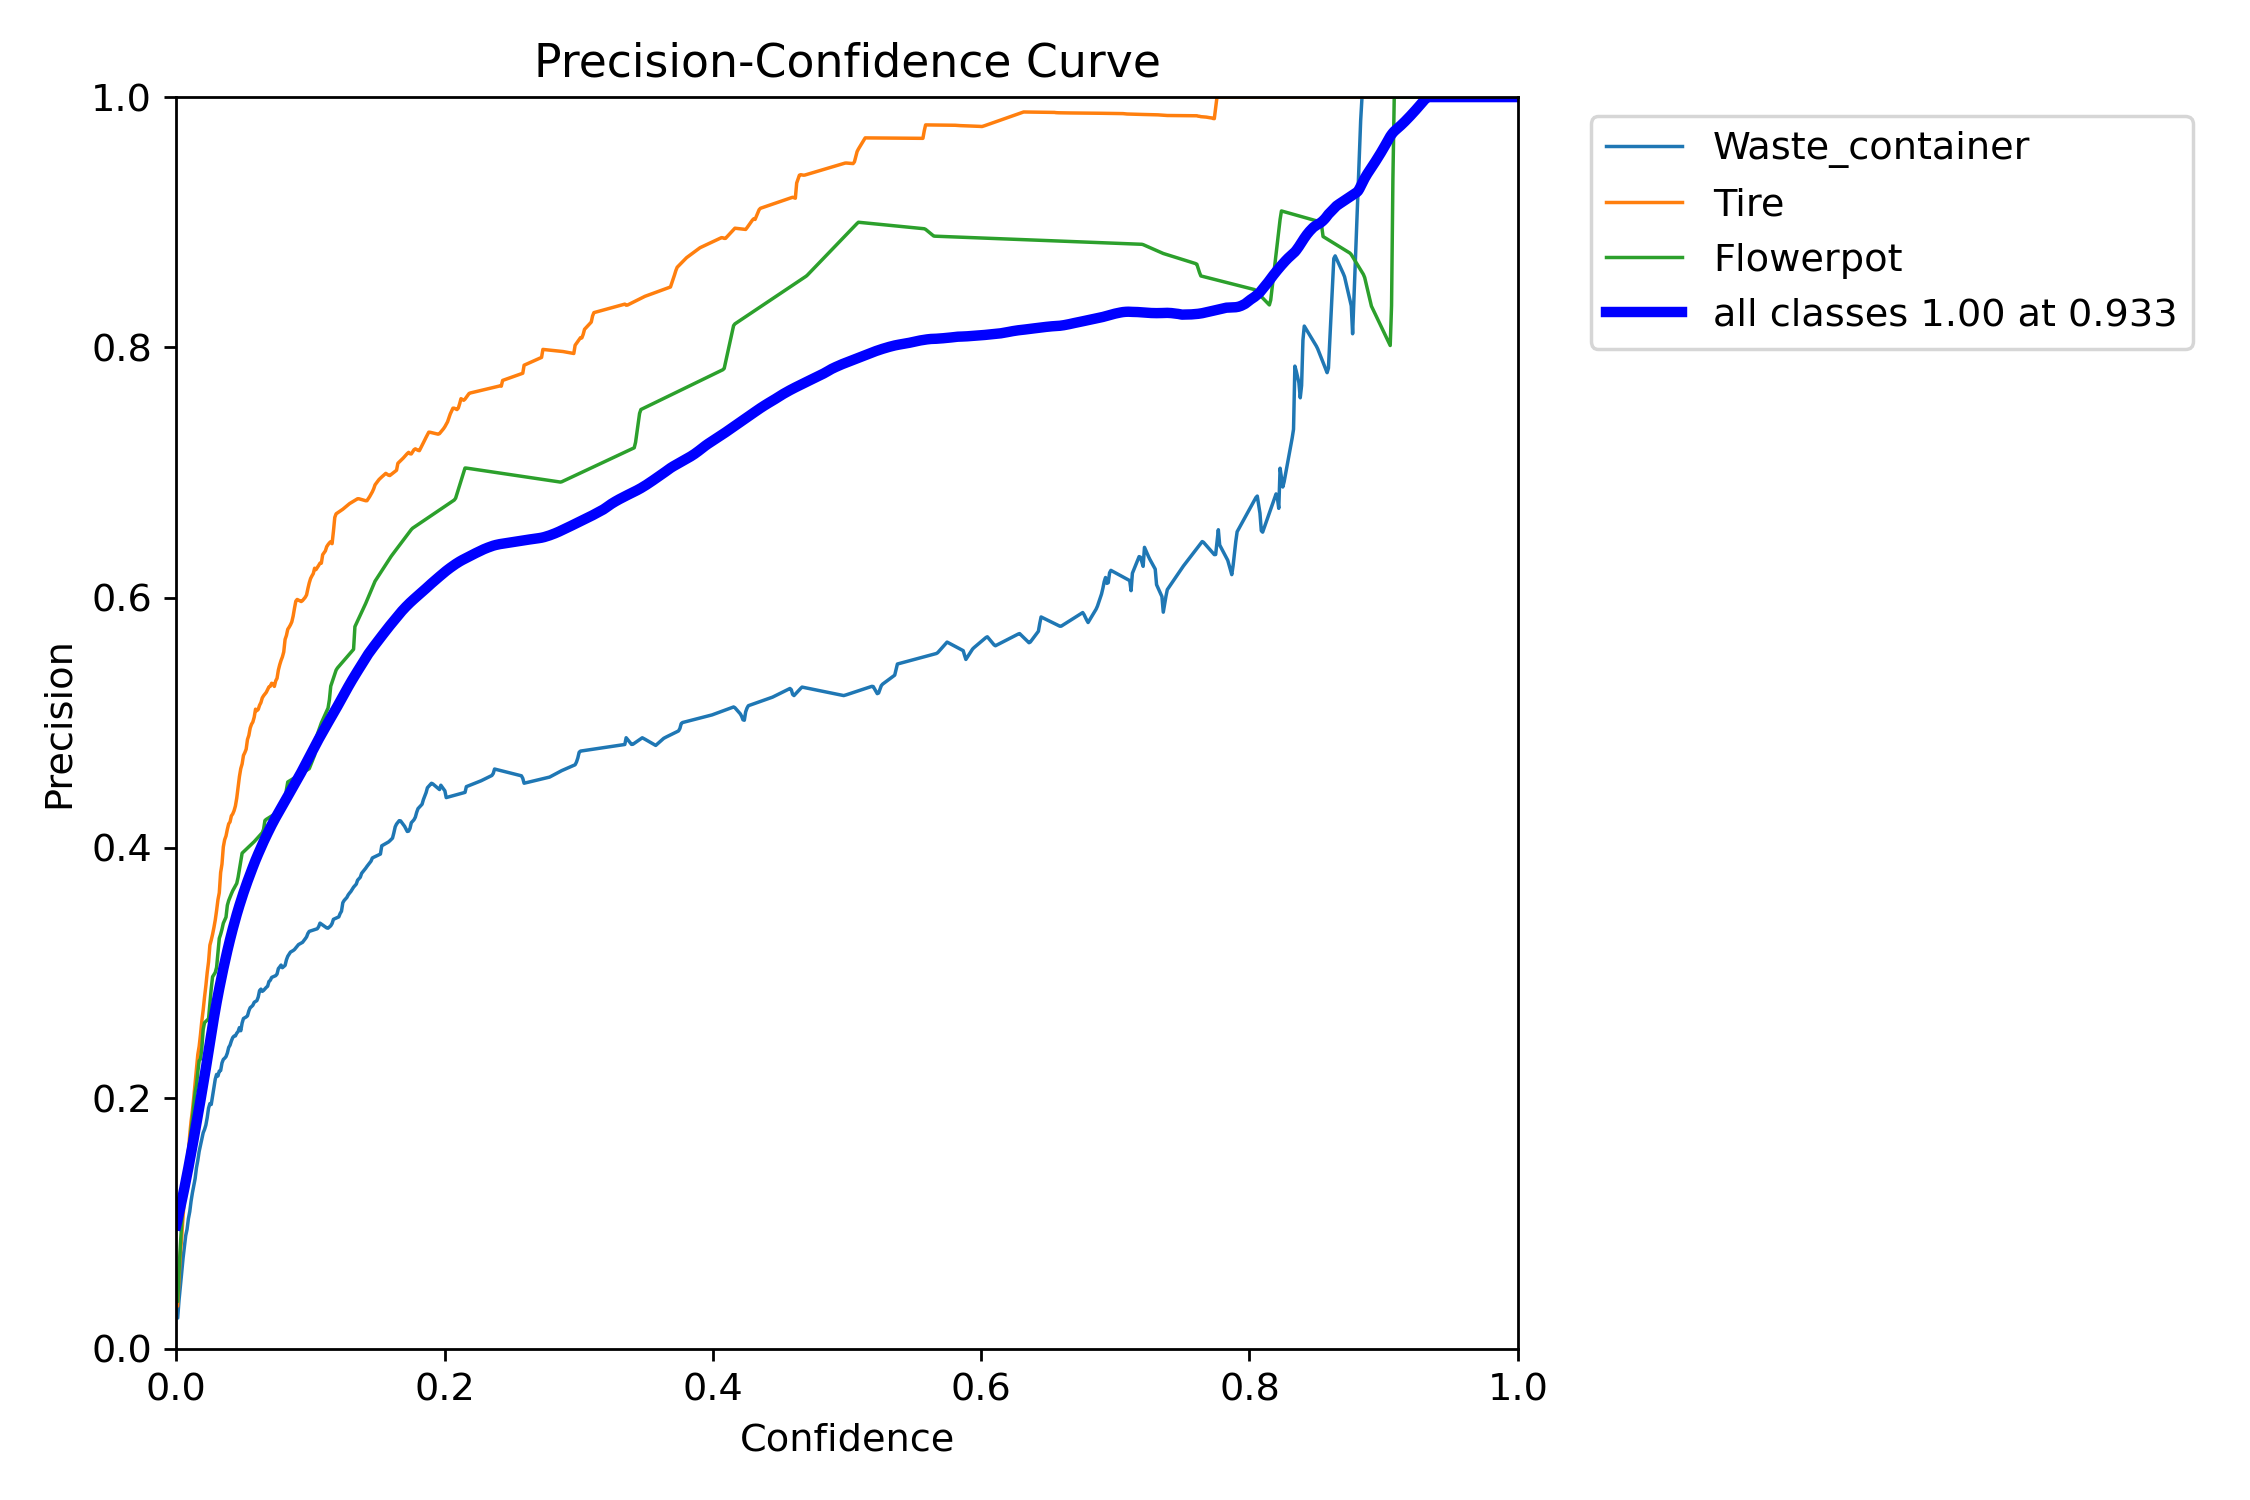 Precision-Confidence Curve
1.0
0.8
0.6
0.4
0.2
0.0
Precision
0.0 0.2 0.4 0.6 0.8 1.0
Confidence
Waste_container
Tire
Flowerpot
all classes 1.00 at 0.933